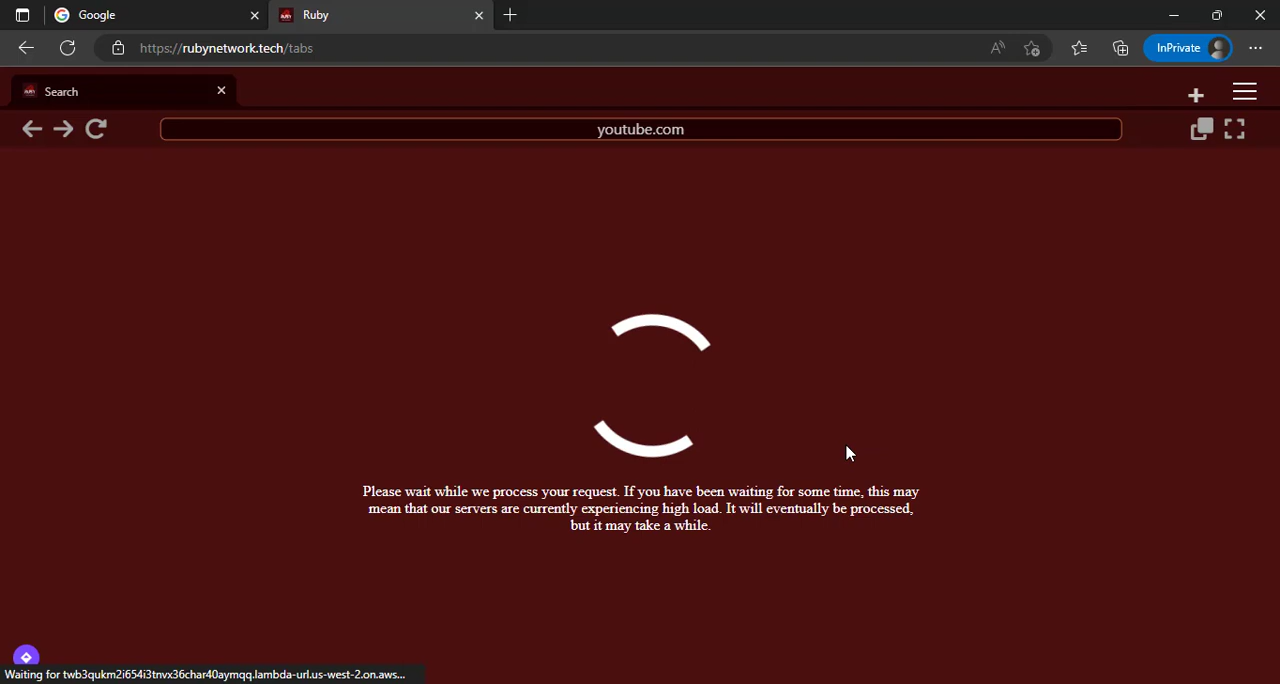 Google
Ruby
https://rubynetwork.tech/tabs
InPrivate
Search
youtube.com
Please wait while we process your request. If you have been waiting for some time, this may
mean that our servers are currently experiencing high load. It will eventually be processed,
but it may take a while.
Waiting for twb3qukm2i654i3tnvx36char40aymqq.lambda-url.us-west-2.on.aws...